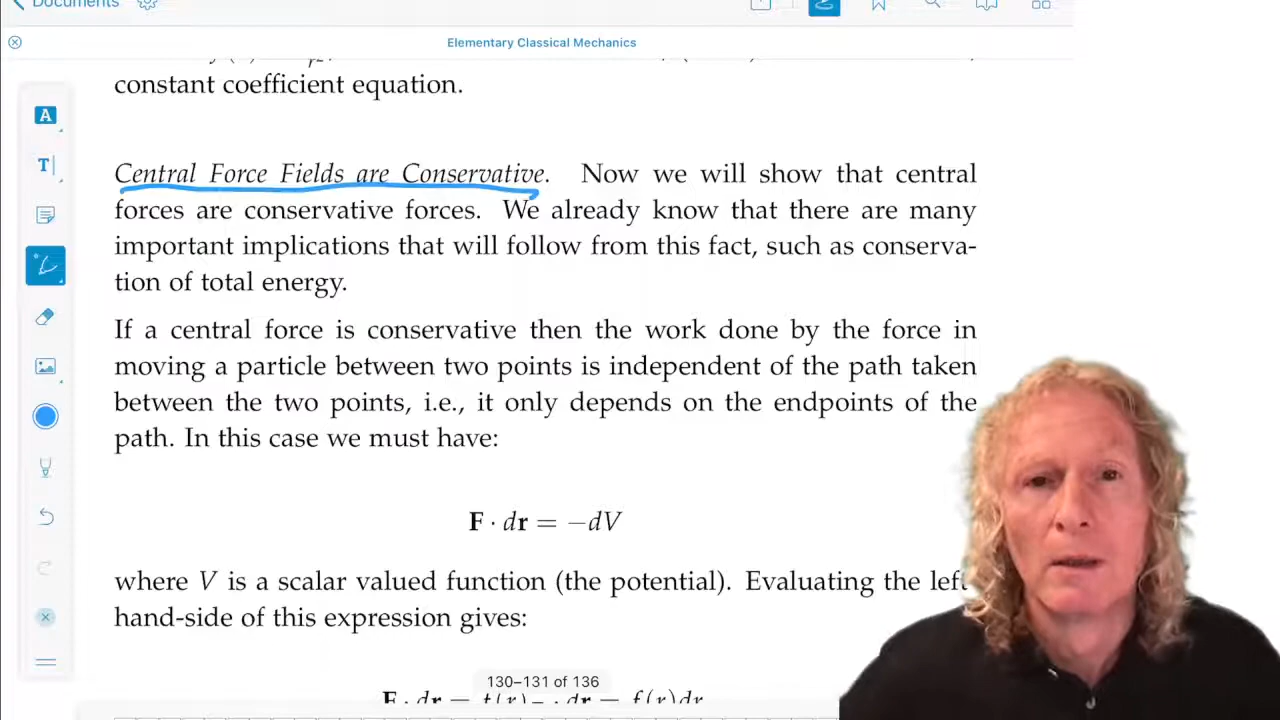 Documents
Elementary Classical Mechanics
constant coefficient equation.
Central Force Fields are Conservative. Now we will show that central
forces are conservative forces. We already know that there are many
important implications that will follow from this fact, such as conserva-
tion of total energy.
If a central force is conservative then the work done by the force in
moving a particle between two points is independent of the path taken
between the two points, i.e., it only depends on the endpoints of the
path. In this case we must have:
F · dr = −dV
where V is a scalar valued function (the potential). Evaluating the left
hand-side of this expression gives:
130–131 of 136
A
T